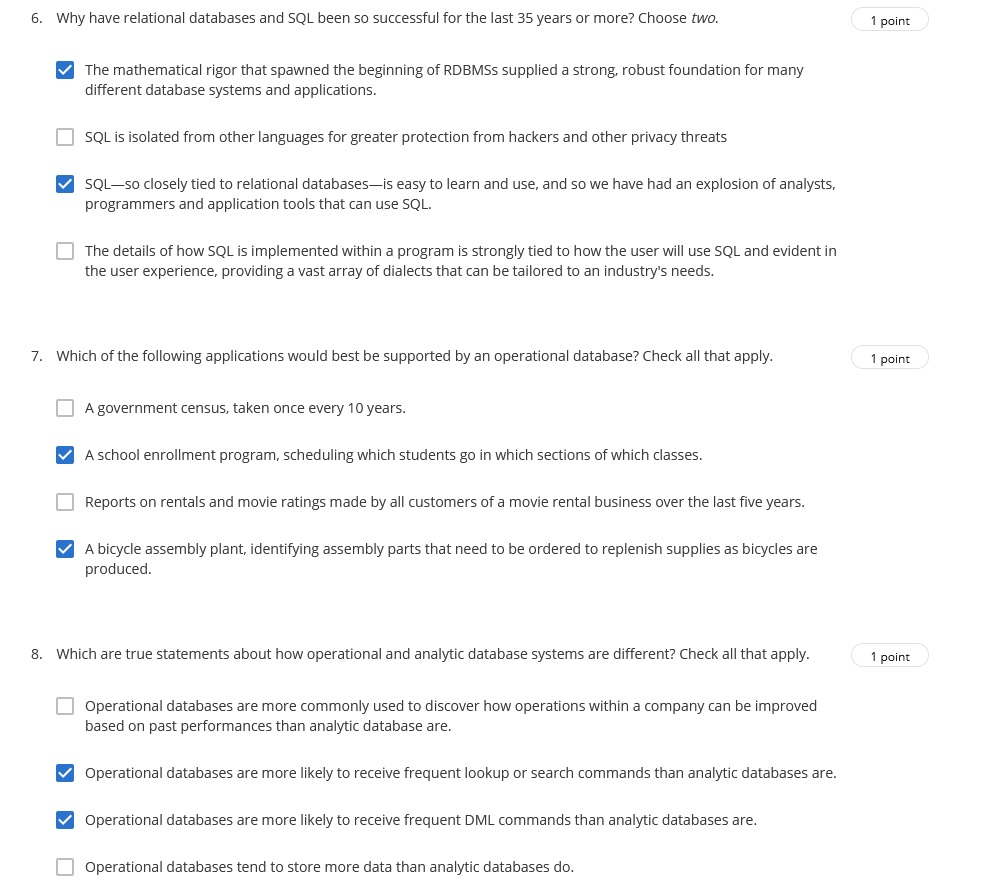 6. Why have relational databases and SQL been so successful for the last 35 years or more? Choose two.
1 point
The mathematical rigor that spawned the beginning of RDBMSs supplied a strong, robust foundation for many
different database systems and applications.
SQL is isolated from other languages for greater protection from hackers and other privacy threats
SQL—so closely tied to relational databases—is easy to learn and use, and so we have had an explosion of analysts,
programmers and application tools that can use SQL.
The details of how SQL is implemented within a program is strongly tied to how the user will use SQL and evident in
the user experience, providing a vast array of dialects that can be tailored to an industry's needs.
7. Which of the following applications would best be supported by an operational database? Check all that apply.
1 point
A government census, taken once every 10 years.
A school enrollment program, scheduling which students go in which sections of which classes.
Reports on rentals and movie ratings made by all customers of a movie rental business over the last five years.
A bicycle assembly plant, identifying assembly parts that need to be ordered to replenish supplies as bicycles are
produced.
8. Which are true statements about how operational and analytic database systems are different? Check all that apply.
1 point
Operational databases are more commonly used to discover how operations within a company can be improved
based on past performances than analytic database are.
Operational databases are more likely to receive frequent lookup or search commands than analytic databases are.
Operational databases are more likely to receive frequent DML commands than analytic databases are.
Operational databases tend to store more data than analytic databases do.